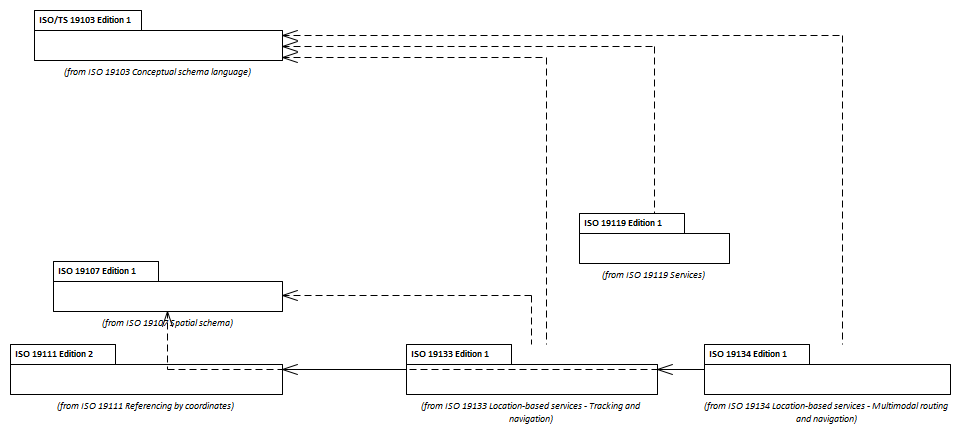 ISO/TS 19103 Edition 1
(from ISO 19103 Conceptual schema language)
ISO 19119 Edition 1
(from ISO 19119 Services)
ISO 19107 Edition 1
(from ISO 19107 Spatial schema)
ISO 19111 Edition 2
(from ISO 19111 Referencing by coordinates)
ISO 19133 Edition 1
(from ISO 19133 Location-based services - Tracking and
navigation)
ISO 19134 Edition 1
(from ISO 19134 Location-based services - Multimodal routing
and navigation)